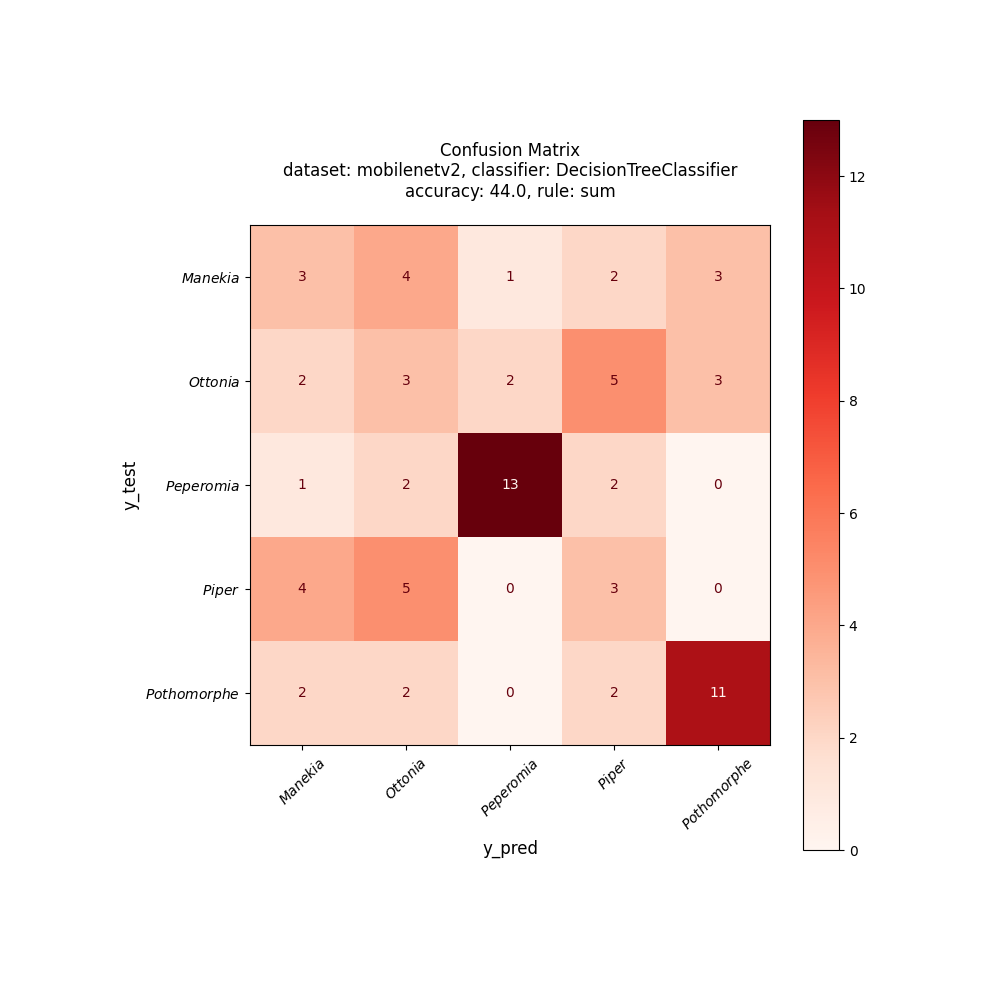 Confusion Matrix
dataset: mobilenetv2, classifier: DecisionTreeClassifier
accuracy: 44.0, rule: sum
Manekia 3 4 1 2 3
Ottonia 2 3 2 5 3
Peperomia 1 2 13 2 0
Piper 4 5 0 3 0
Pothomorphe 2 2 0 2 11
Manekia Ottonia Peperomia Piper Pothomorphe
y_pred
y_test
12
10
8
6
4
2
0